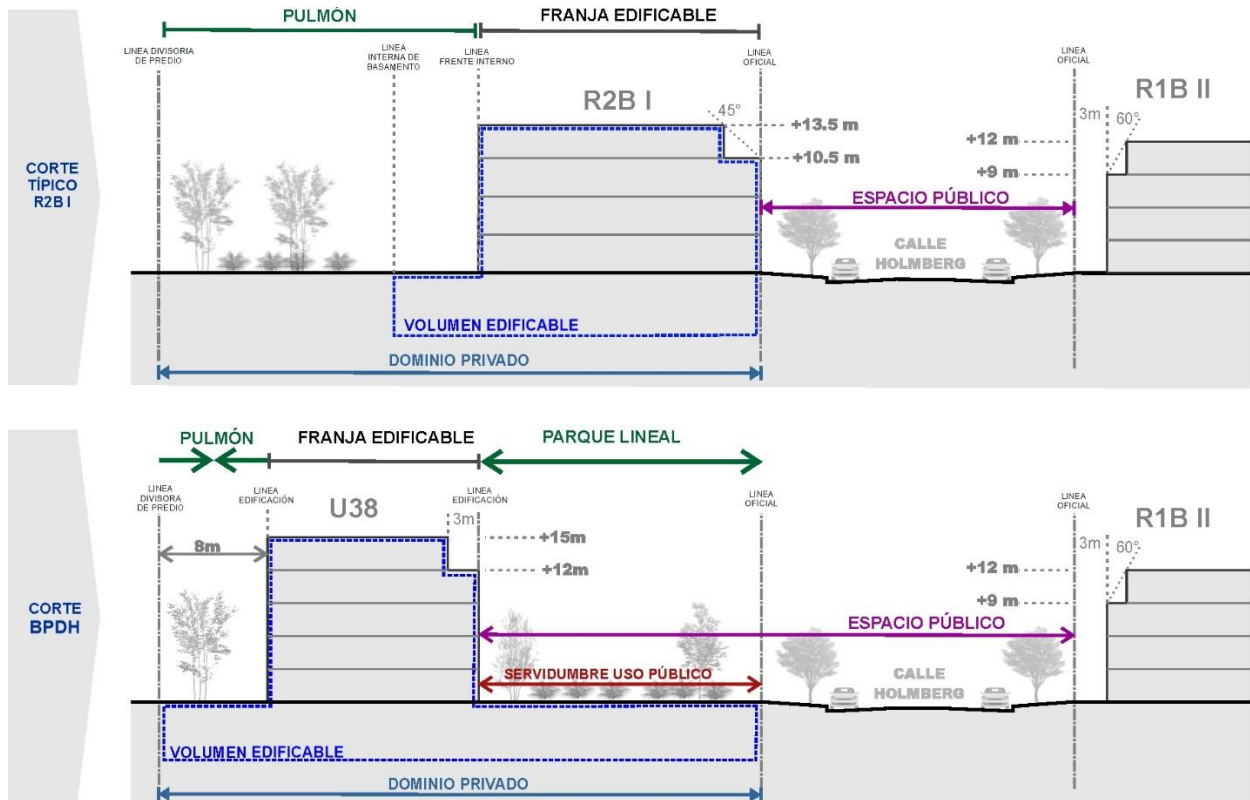 PULMÓN
FRANJA EDIFICABLE
LINEA DIVISORIA
DE PREDIO
LINEA
INTERNA DE
BASAMENTO
LINEA
FRENTE INTERNO
LINEA
OFICIAL
LINEA
OFICIAL
R2B I
R1B II
45°
3m
60°
+13.5 m
+10.5 m
+12 m
+9 m
CORTE
TÍPICO
R2B I
ESPACIO PÚBLICO
CALLE
HOLMBERG
VOLUMEN EDIFICABLE
DOMINIO PRIVADO
PULMÓN
FRANJA EDIFICABLE
PARQUE LINEAL
LINEA
DIVISORA
DE PREDIO
LINEA
EDIFICACIÓN
LINEA
EDIFICACIÓN
LINEA
OFICIAL
LINEA
OFICIAL
U38
R1B II
3m
3m
60°
8m
+15m
+12m
+12 m
+9 m
CORTE
BPDH
ESPACIO PÚBLICO
SERVIDUMBRE USO PÚBLICO
CALLE
HOLMBERG
VOLUMEN EDIFICABLE
DOMINIO PRIVADO